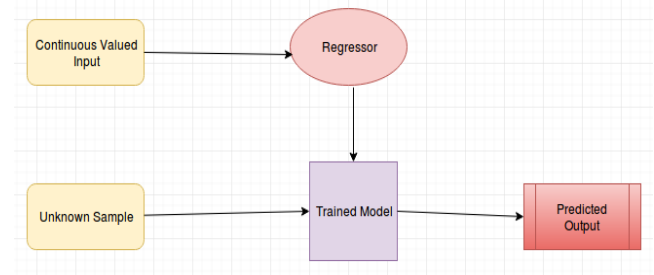 Continuous Valued
Input
Regressor
Unknown Sample
Trained Model
Predicted
Output